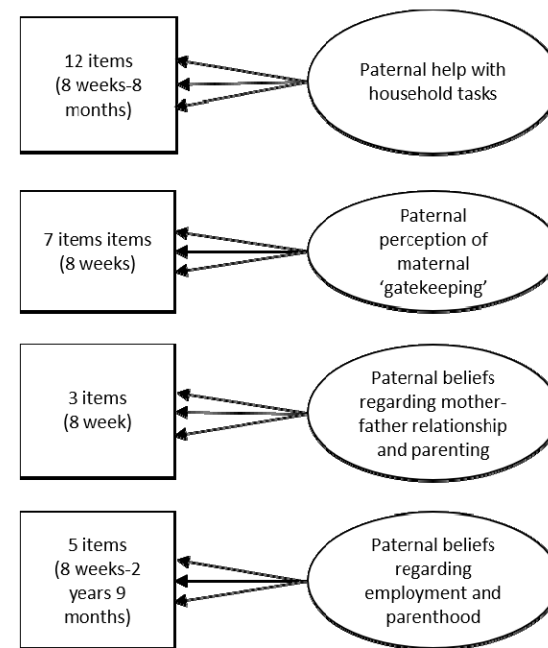 12 items
(8 weeks-8
months)
Paternal help with
household tasks
7 items items
(8 weeks)
Paternal
perception of
maternal
‘gatekeeping’
3 items
(8 week)
Paternal beliefs
regarding mother-
father relationship
and parenting
5 items
(8 weeks-2
years 9
months)
Paternal beliefs
regarding
employment and
parenthood